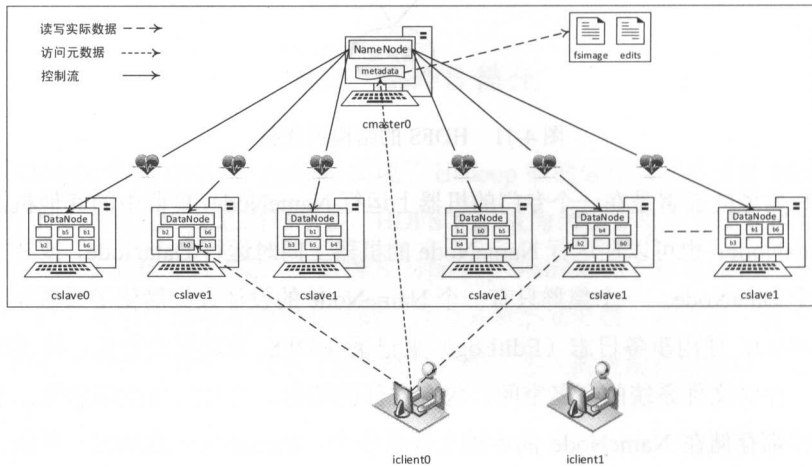 读写实际数据
访问元数据
控制流
NameNode
metadata
cmaster0
fsimage edits
DataNode
b5 b1
b2 b6
cslave0
DataNode
b2 b6
b0 b3
cslave1
DataNode
b1
b3 b5 b4
cslave1
DataNode
b1 b0 b5
b4
cslave1
DataNode
b4
b2 b0
cslave1
DataNode
b6
b3 b1
cslave1
iclient0
iclient1